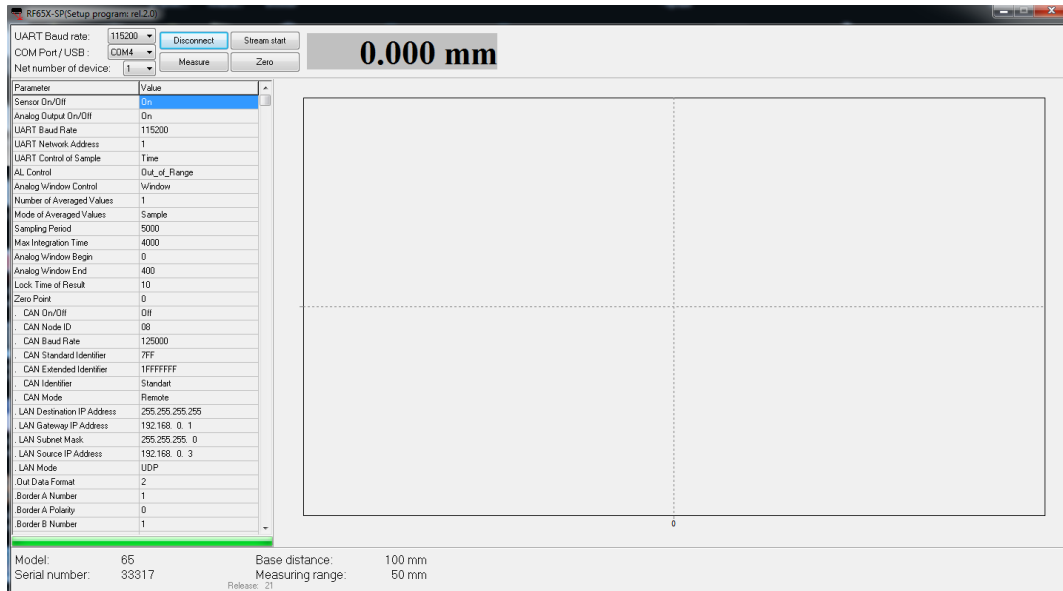 RF65X-SP(Setup program: rel.2.0)
UART Baud rate: 115200 Disconnect Stream start
COM Port / USB : COM4
Net number of device: 1 Measure Zero
0.000 mm
Parameter Value
Sensor On/Off On
Analog Output On/Off On
UART Baud Rate 115200
UART Network Address 1
UART Control of Sample Time
AL Control Out_of_Range
Analog Window Control Window
Number of Averaged Values 1
Mode of Averaged Values Sample
Sampling Period 5000
Max Integration Time 4000
Analog Window Begin 0
Analog Window End 400
Lock Time of Result 10
Zero Point 0
. CAN On/Off Off
. CAN Node ID 08
. CAN Baud Rate 125000
. CAN Standard Identifier 7FF
. CAN Extended Identifier 1FFFFFFF
. CAN Identifier Standart
. CAN Mode Remote
. LAN Destination IP Address 255.255.255.255
. LAN Gateway IP Address 192.168. 0. 1
. LAN Subnet Mask 255.255.255. 0
. LAN Source IP Address 192.168. 0. 3
. LAN Mode UDP
.Out Data Format 2
.Border A Number 1
.Border A Polarity 0
.Border B Number 1
0
Model: 65 Base distance: 100 mm
Serial number: 33317 Measuring range: 50 mm
Release: 21